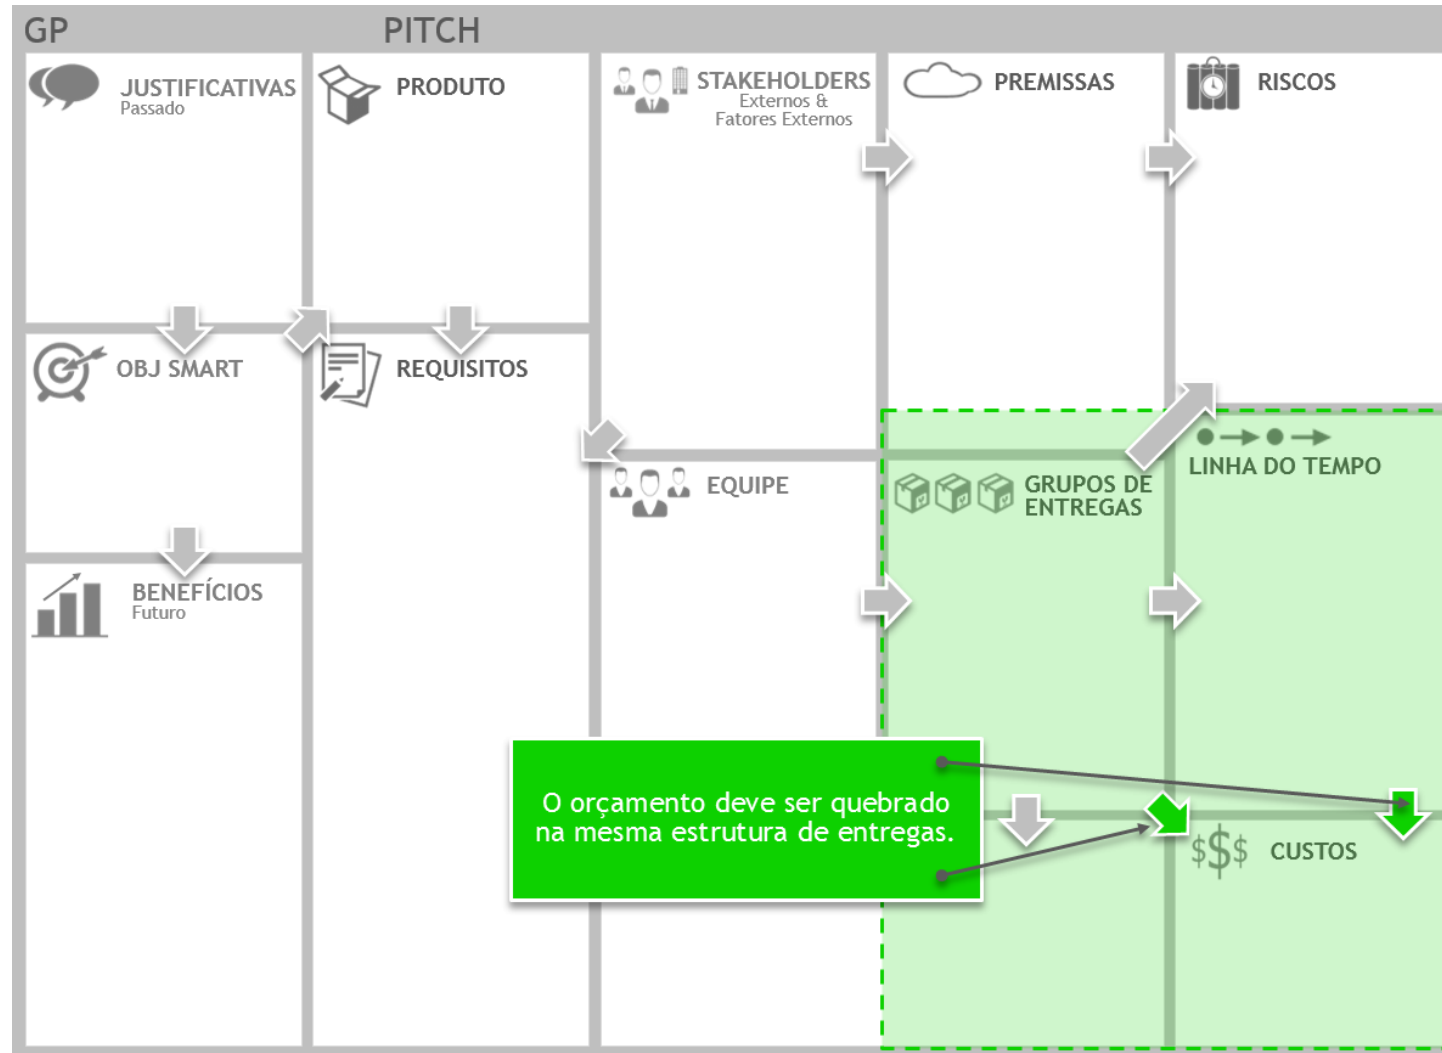 GP
PITCH
JUSTIFICATIVAS
Passado
PRODUTO
STAKEHOLDERS
Externos &
Fatores Externos
PREMISSAS
RISCOS
OBJ SMART
REQUISITOS
EQUIPE
GRUPOS DE
ENTREGAS
LINHA DO TEMPO
BENEFÍCIOS
Futuro
O orçamento deve ser quebrado
na mesma estrutura de entregas.
$$$ CUSTOS